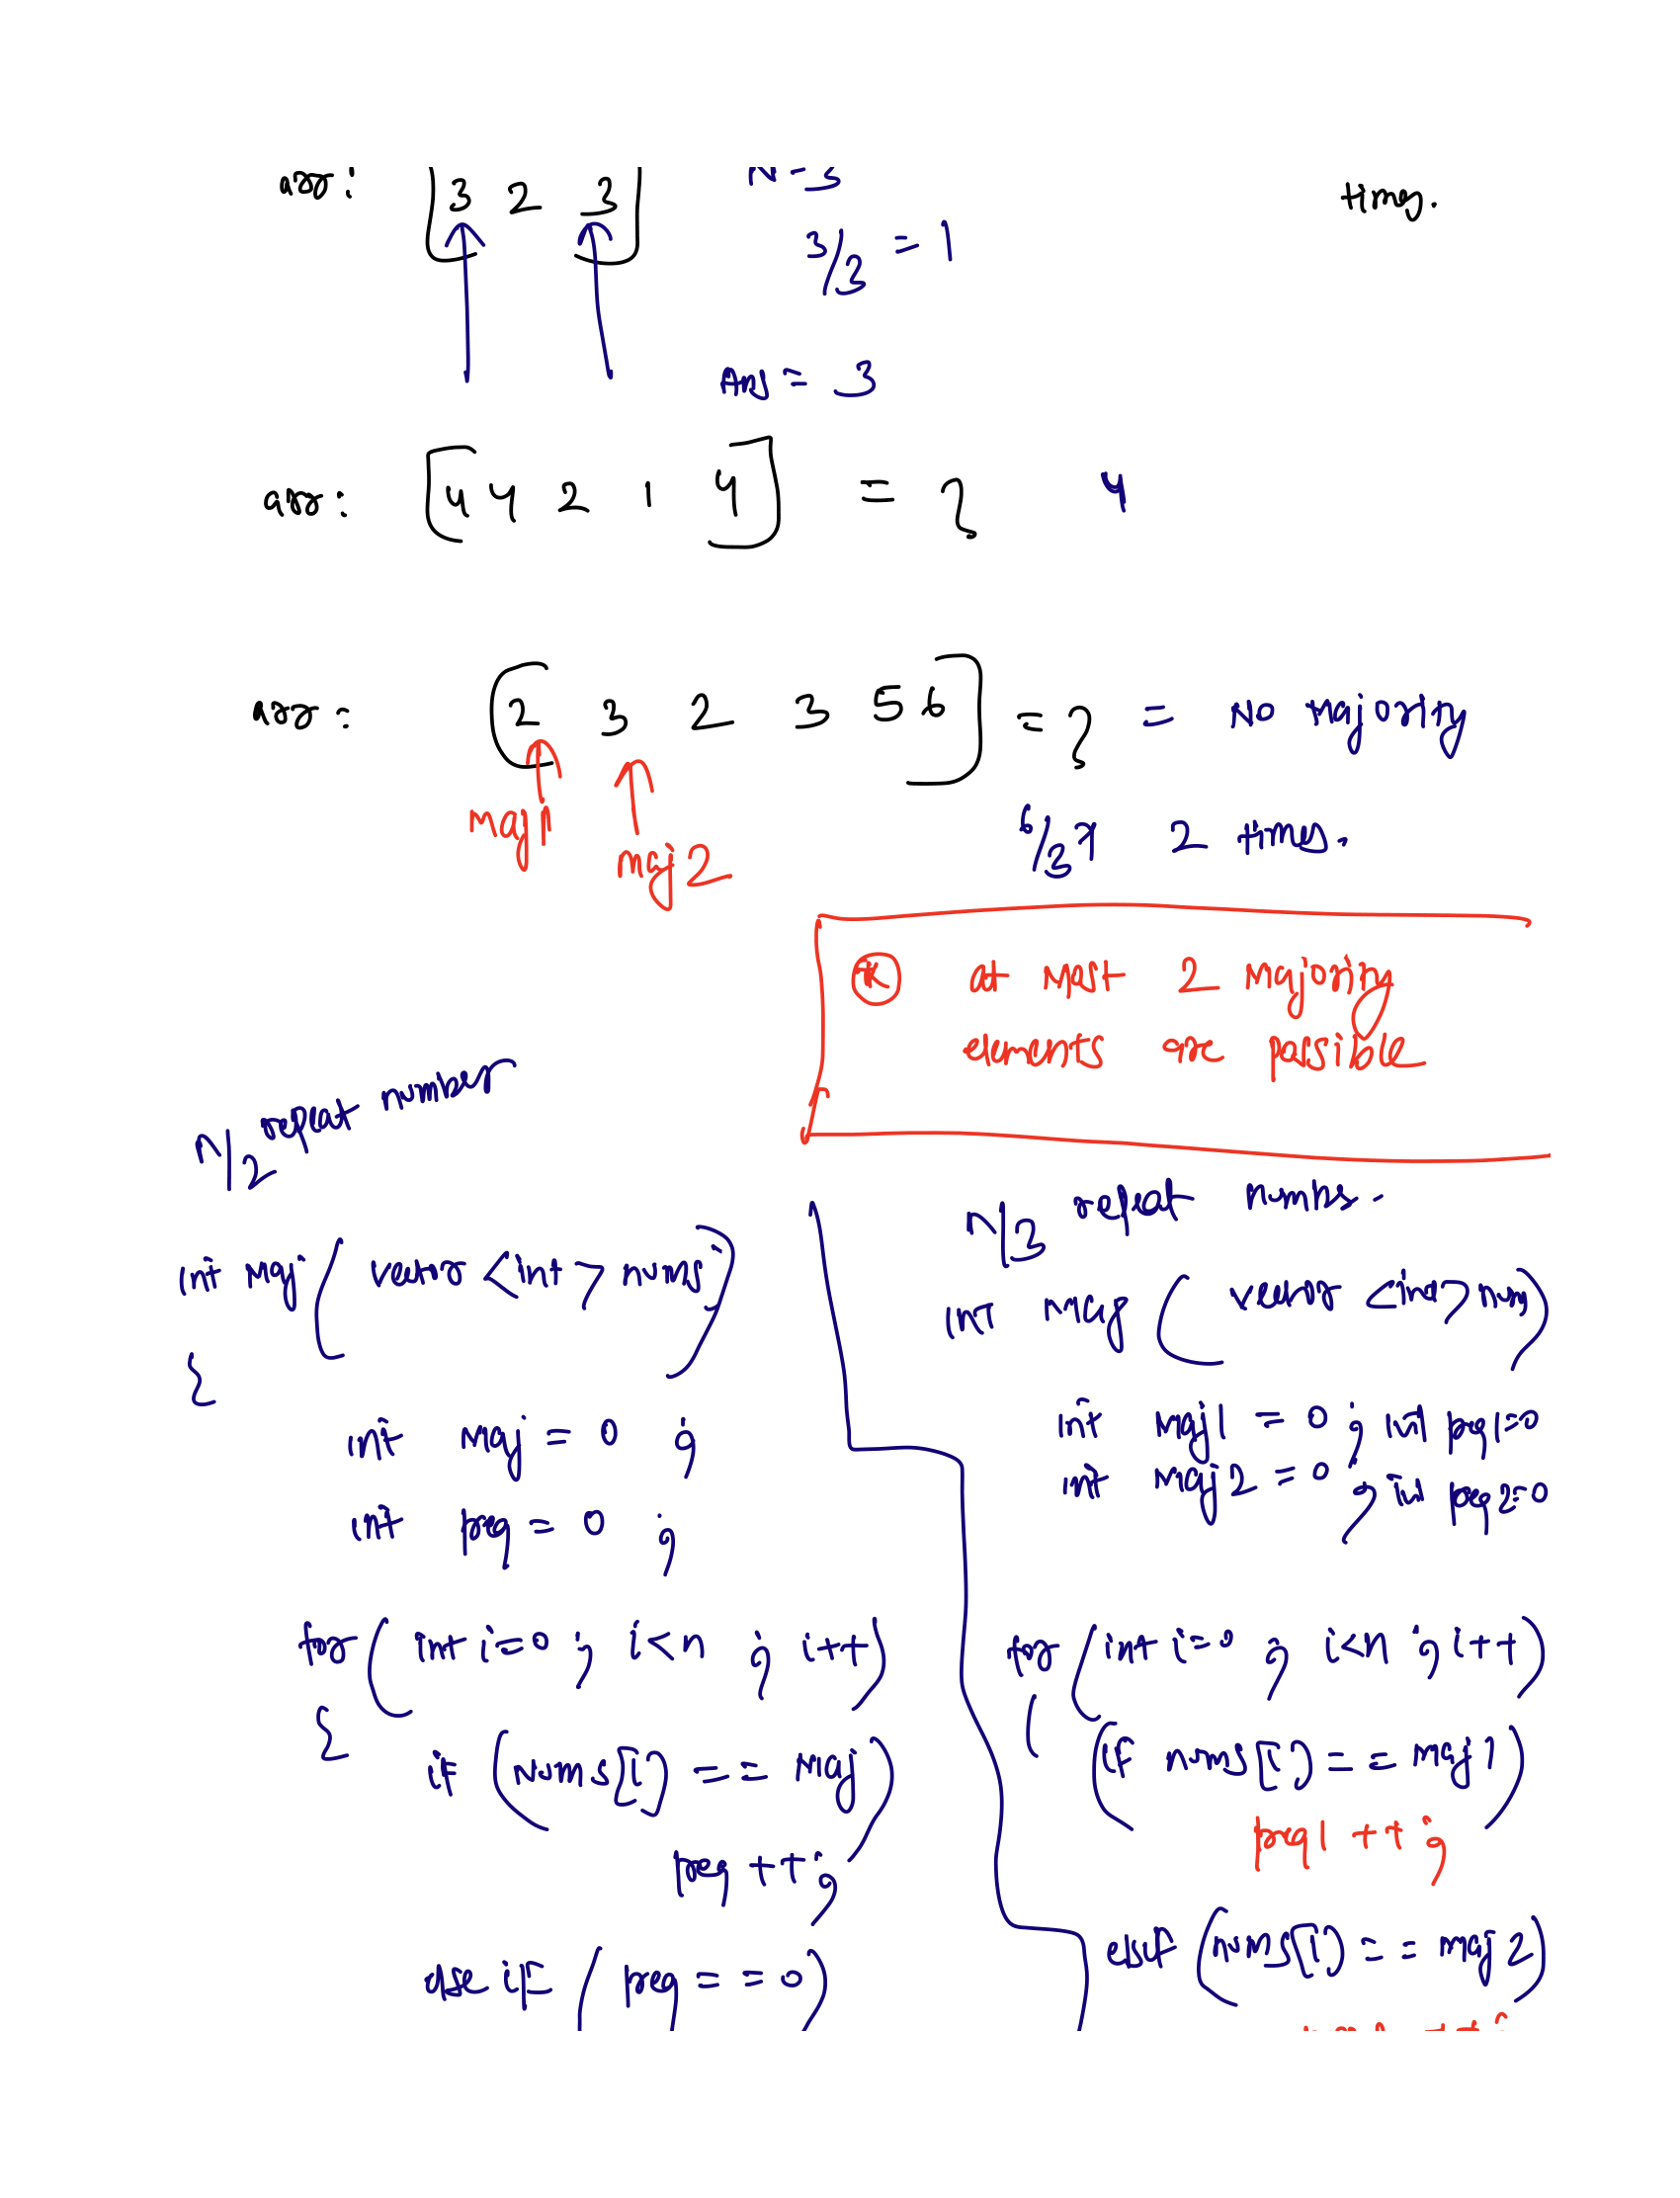 arr: [3 2 3] N = 3 times.
3/3 = 1
Ans = 3
arr: [4 4 2 1 4] = ? 4
arr: [2 3 2 3 5 6] = ? = No majority
maj1 maj2
6/3 > 2 times.
* at most 2 majority
elements are possible
n/2 repeat number
int maj (vector <int> nums)
{
int maj = 0 ;
int freq = 0 ;
for (int i=0 ; i<n ; i++)
{
if (nums[i] == maj)
freq ++;
else if (freq == 0)
n/3 repeat number.
int maj (vector <int> num)
int maj1 = 0 ; int freq1=0
int maj2 = 0 ; int freq2=0
for (int i=0 ; i<n ; i++)
(if nums[i] == maj1)
freq1 ++ ;
elseif (nums[i] == maj2)